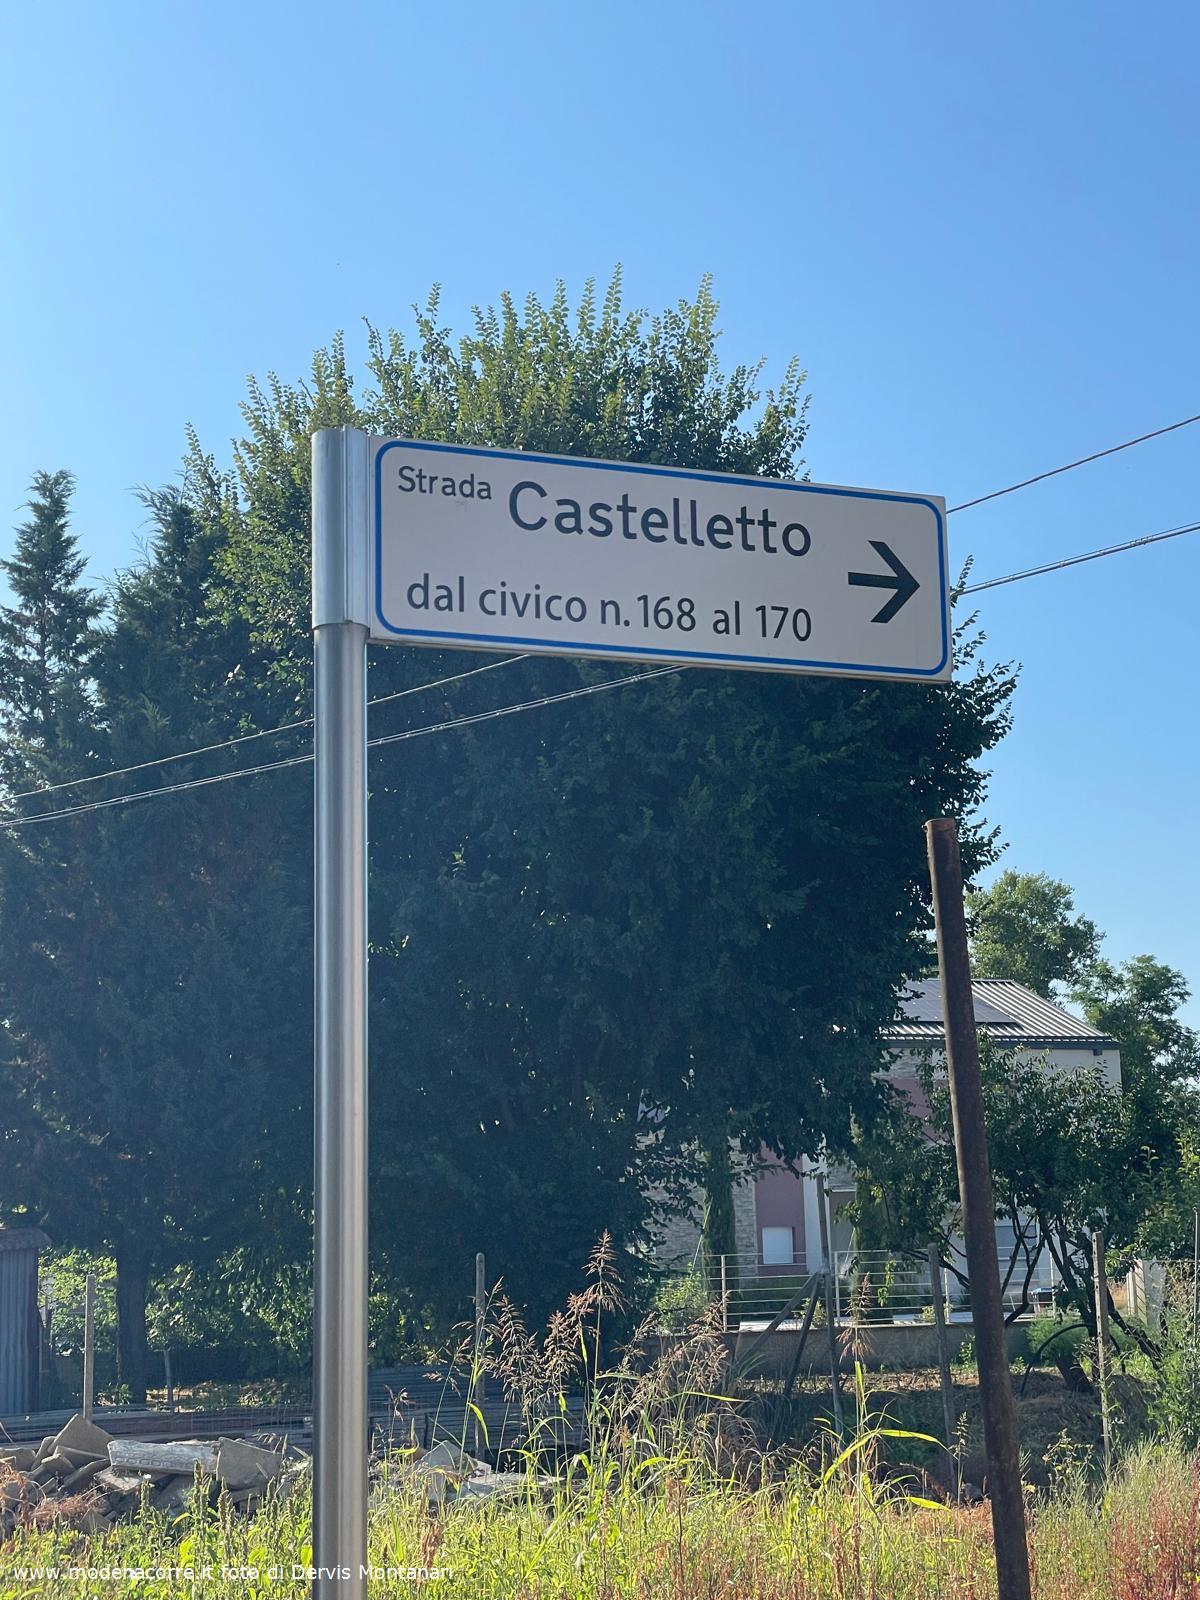 Strada Castelletto
dal civico n. 168 al 170
www.modenacorre.it foto di Dervis Montanari